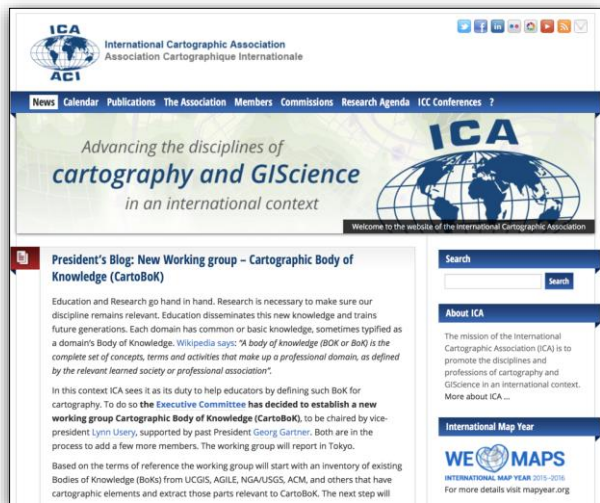 ICA
ACI
International Cartographic Association
Association Cartographique Internationale
News Calendar Publications The Association Members Commissions Research Agenda ICC Conferences ?
Advancing the disciplines of
cartography and GIScience
in an international context
ICA
Welcome to the website of the International Cartographic Association
President's Blog: New Working group – Cartographic Body of
Knowledge (CartoBoK)
Education and Research go hand in hand. Research is necessary to make sure our
discipline remains relevant. Education disseminates this new knowledge and trains
future generations. Each domain has common or basic knowledge, sometimes typified as
a domain's Body of Knowledge. Wikipedia says: "A body of knowledge (BOK or BoK) is the
complete set of concepts, terms and activities that make up a professional domain, as defined
by the relevant learned society or professional association".
In this context ICA sees it as its duty to help educators by defining such BoK for
cartography. To do so the Executive Committee has decided to establish a new
working group Cartographic Body of Knowledge (CartoBoK), to be chaired by vice-
president Lynn Usery, supported by past President Georg Gartner. Both are in the
process to add a few more members. The working group will report in Tokyo.
Based on the terms of reference the working group will start with an inventory of existing
Bodies of Knowledge (BoKs) from UCGIS, AGILE, NGA/USGS, ACM, and others that have
cartographic elements and extract those parts relevant to CartoBoK. The next step will
Search
Search
About ICA
The mission of the International
Cartographic Association (ICA) is to
promote the disciplines and
professions of cartography and
GIScience in an international context.
More about ICA ...
International Map Year
WE MAPS
INTERNATIONAL MAP YEAR 2015–2016
For more details visit mapyear.org